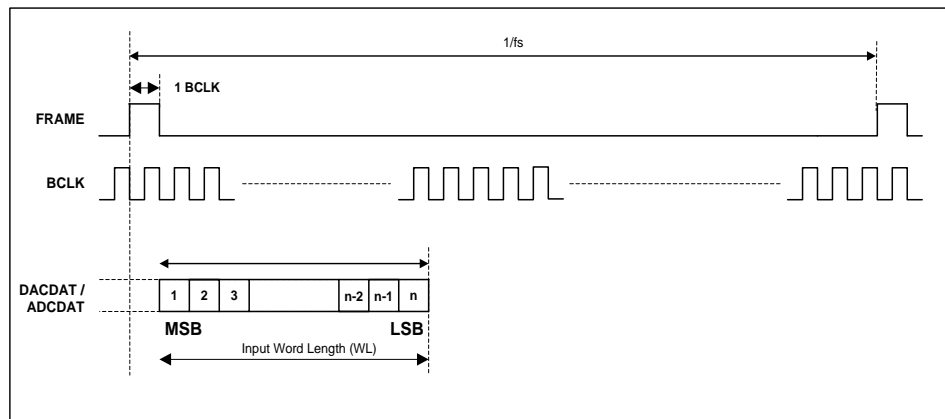 1/fs
1 BCLK
FRAME
BCLK
DACDAT /
ADCDAT
1 2 3 n-2 n-1 n
MSB LSB
Input Word Length (WL)